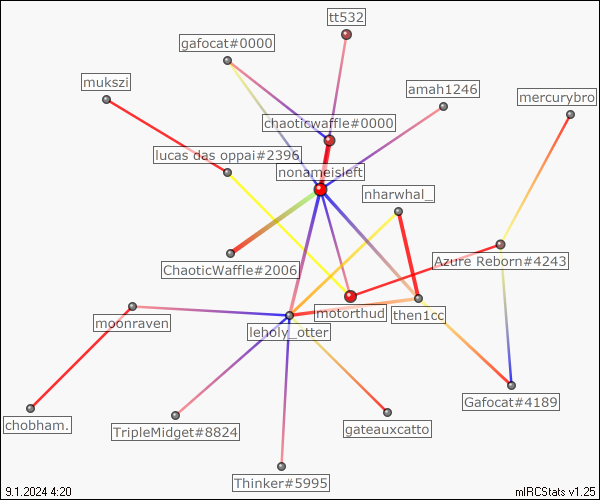 tt532
gafocat#0000
mukszi
amah1246
mercurybro
chaoticwaffle#0000
lucas das oppai#2396
nonameisleft
nharwhal_
Azure Reborn#4243
ChaoticWaffle#2006
motorthud
then1cc
moonraven
leholy_otter
Gafocat#4189
chobham.
TripleMidget#8824
gateauxcatto
Thinker#5995
9.1.2024 4:20
mIRCStats v1.25